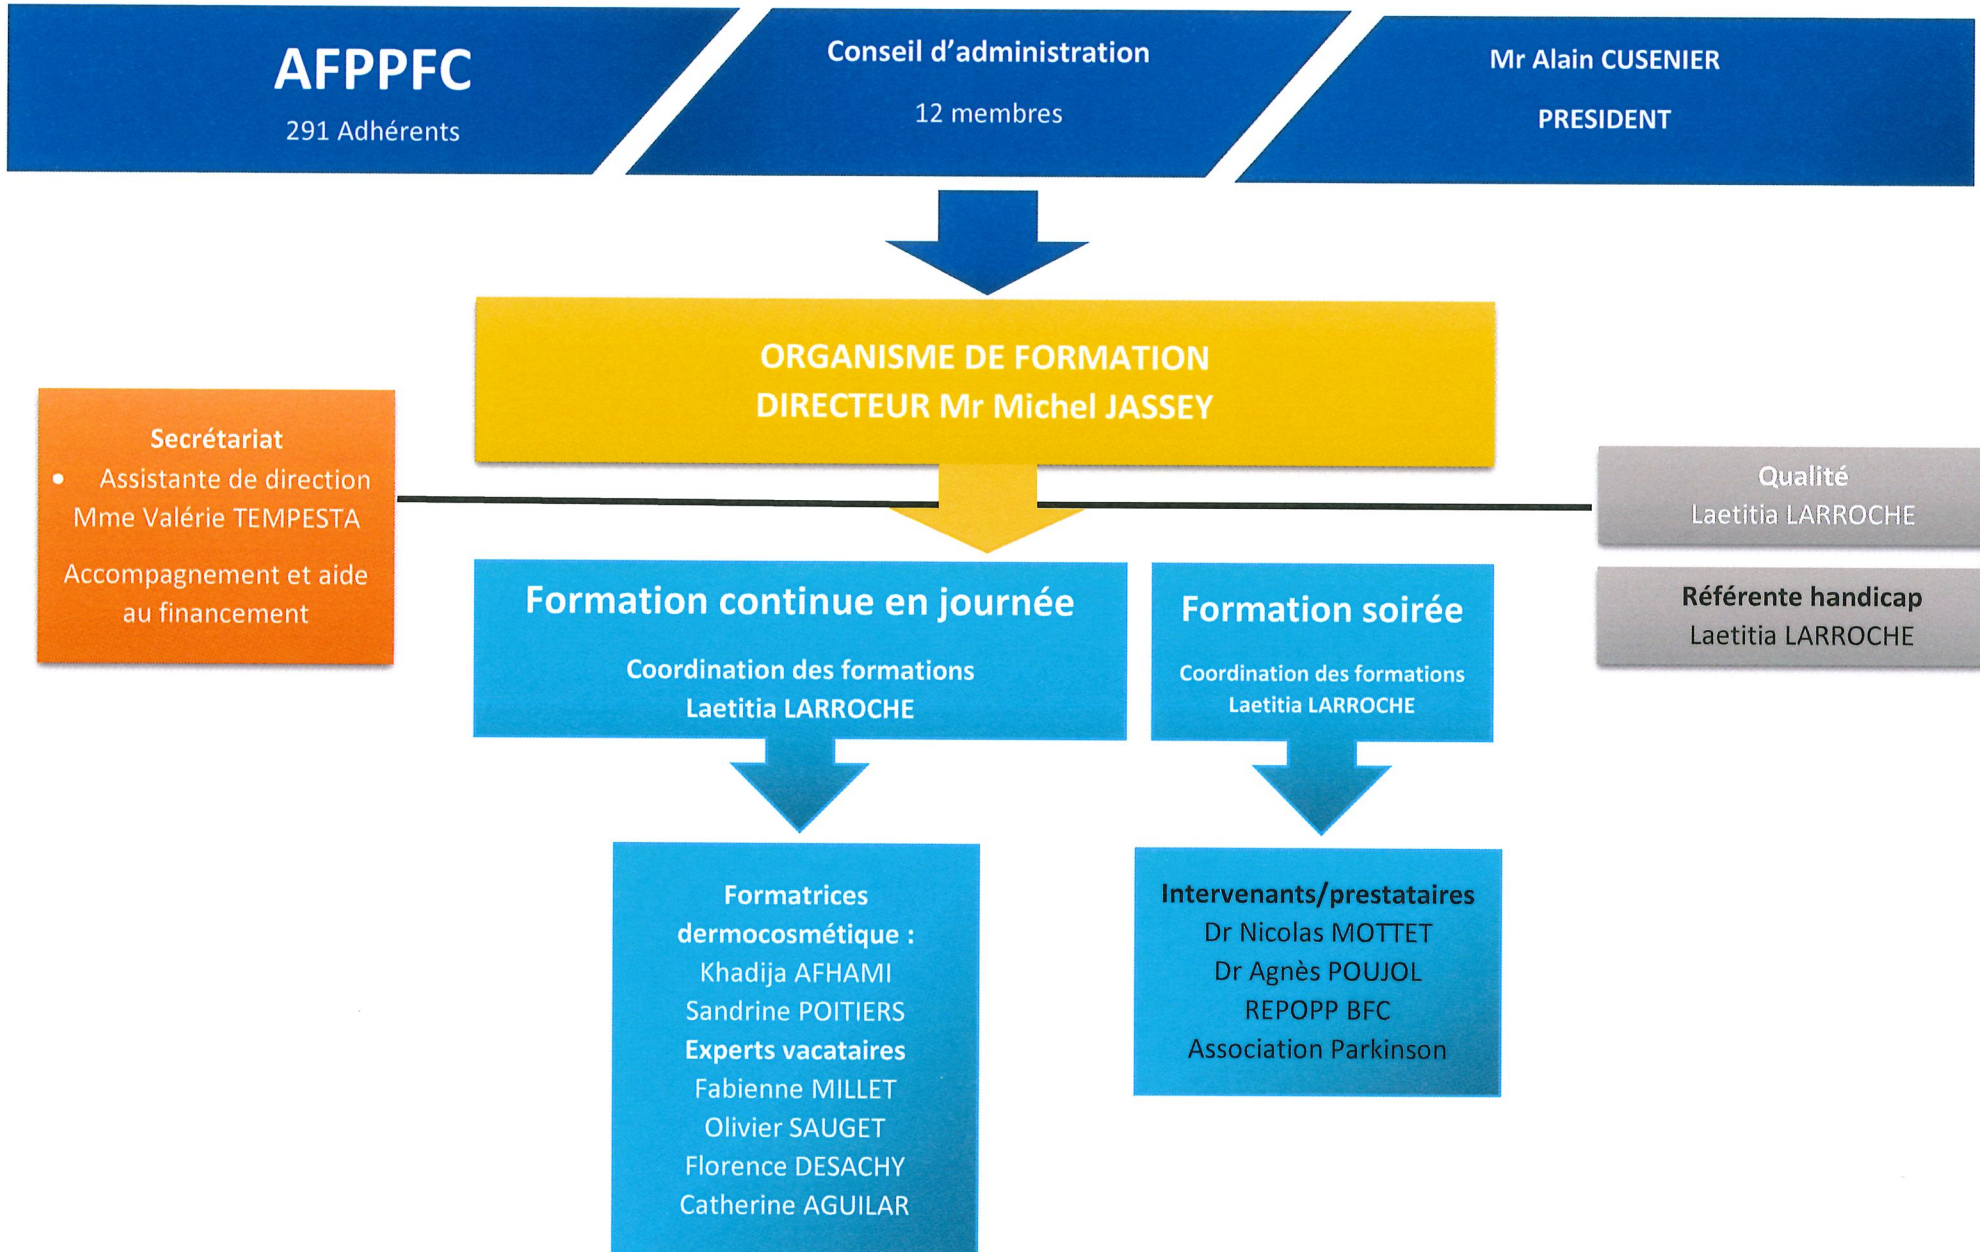 AFPPFC
291 Adhérents
Conseil d'administration
12 membres
Mr Alain CUSENIER
PRESIDENT
ORGANISME DE FORMATION
DIRECTEUR Mr Michel JASSEY
Secrétariat
• Assistante de direction
Mme Valérie TEMPESTA
Accompagnement et aide
au financement
Qualité
Laetitia LARROCHE
Référente handicap
Laetitia LARROCHE
Formation continue en journée
Coordination des formations
Laetitia LARROCHE
Formation soirée
Coordination des formations
Laetitia LARROCHE
Formatrices
dermocosmétique :
Khadija AFHAMI
Sandrine POITIERS
Experts vacataires
Fabienne MILLET
Olivier SAUGET
Florence DESACHY
Catherine AGUILAR
Intervenants/prestataires
Dr Nicolas MOTTET
Dr Agnès POUJOL
REPOPP BFC
Association Parkinson